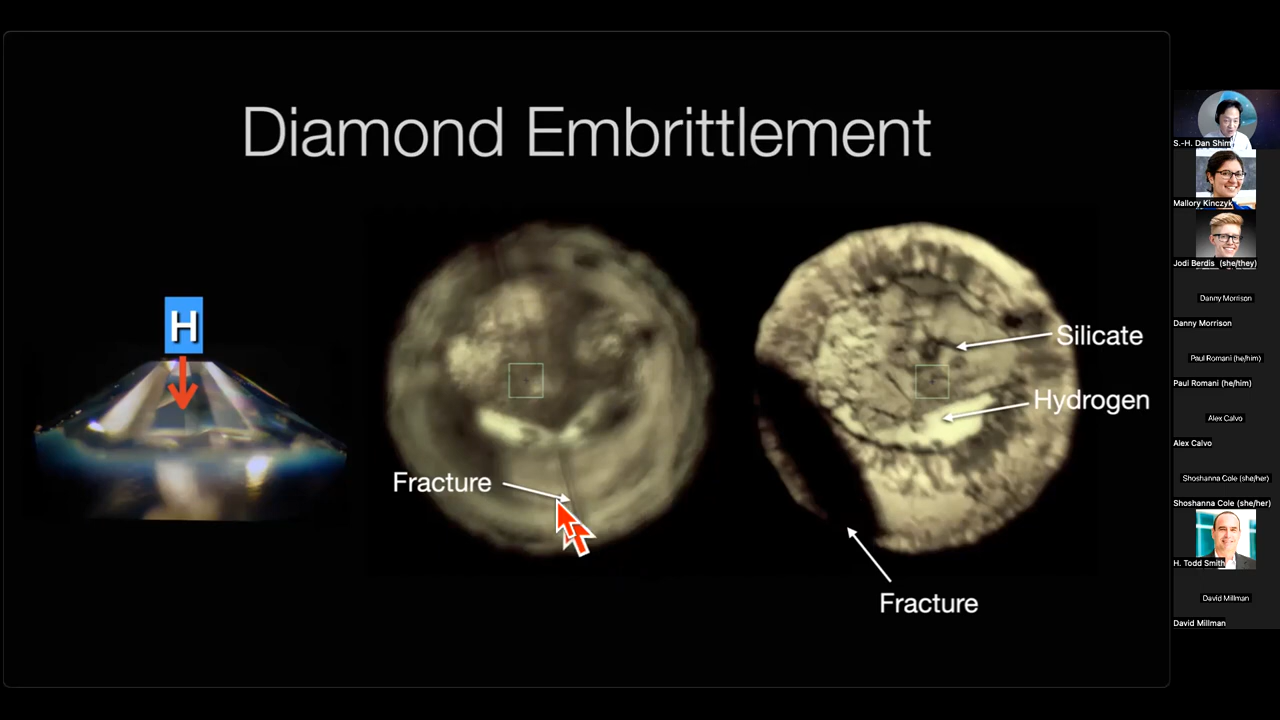 Diamond Embrittlement
H
Fracture
Silicate
Hydrogen
Fracture
S.-H. Dan Shim
Mallory Kinczyk
Jodi Berdis (she/they)
Danny Morrison
Danny Morrison
Paul Romani (he/him)
Paul Romani (he/him)
Alex Calvo
Alex Calvo
Shoshanna Cole (she/her)
Shoshanna Cole (she/her)
H. Todd Smith
David Millman
David Millman